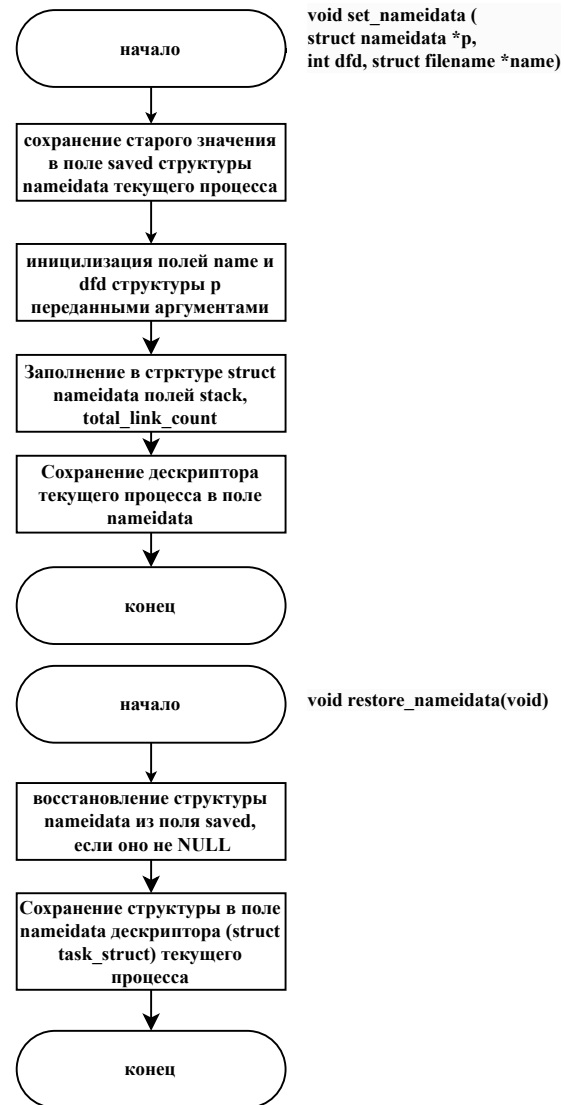 начало
void set_nameidata (
struct nameidata *p,
int dfd, struct filename *name)
сохранение старого значения
в поле saved структуры
nameidata текущего процесса
иницилизация полей name и
dfd структуры p
переданными аргументами
Заполнение в стрктуре struct
nameidata полей stack,
total_link_count
Сохранение дескриптора
текущего процесса в поле
nameidata
конец
начало
void restore_nameidata(void)
восстановление структуры
nameidata из поля saved,
если оно не NULL
Сохранение структуры в поле
nameidata дескриптора (struct
task_struct) текущего
процесса
конец